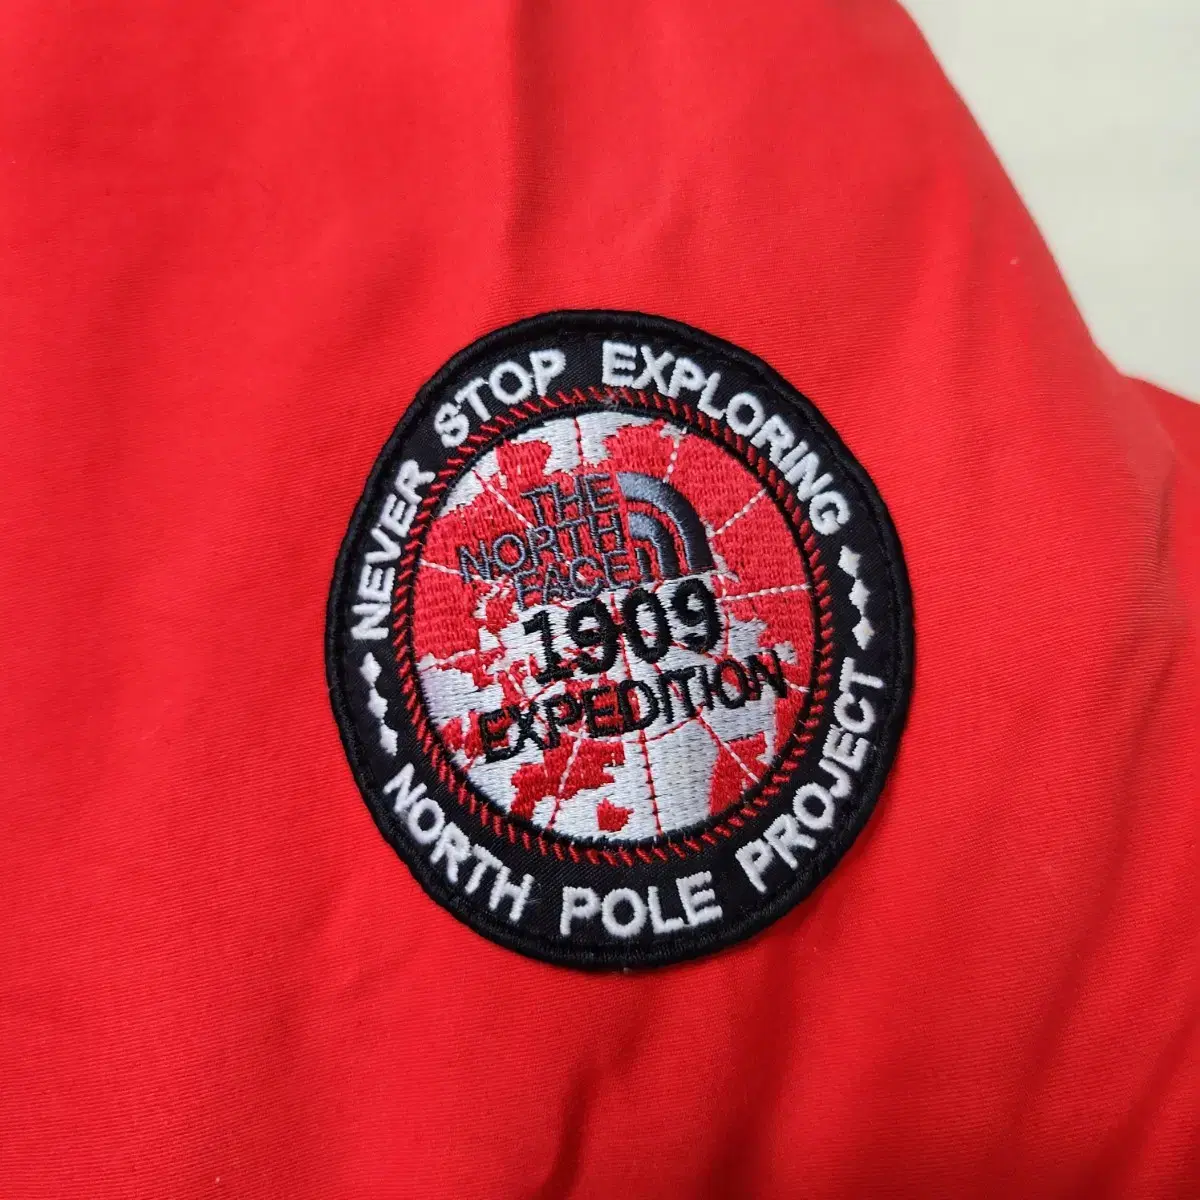 NEVER STOP EXPLORING
THE
NORTH
FACE
1909
EXPEDITION
NORTH POLE PROJECT